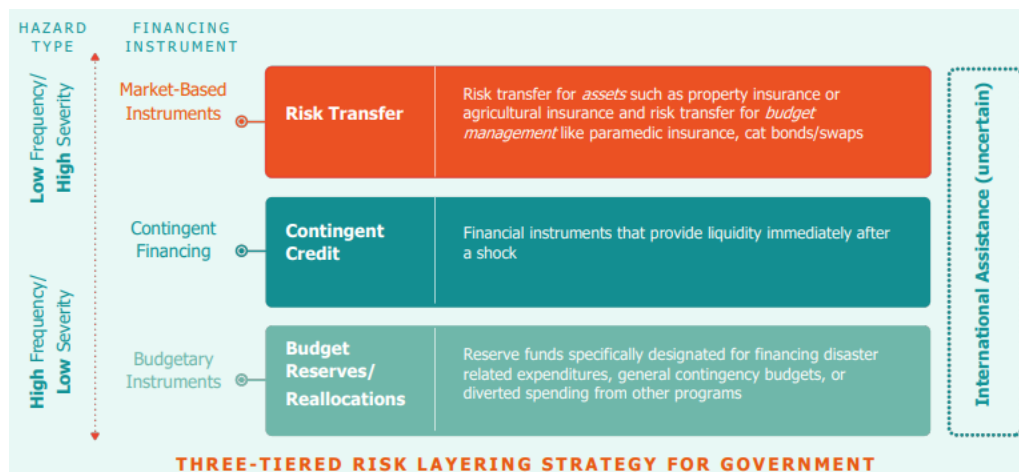 HAZARD
TYPE
FINANCING
INSTRUMENT
Low Frequency/
High Severity
High Frequency/
Low Severity
Market-Based
Instruments
Risk Transfer
Risk transfer for assets such as property insurance or
agricultural insurance and risk transfer for budget
management like paramedic insurance, cat bonds/swaps
Contingent
Financing
Contingent
Credit
Financial instruments that provide liquidity immediately after
a shock
Budgetary
Instruments
Budget
Reserves/
Reallocations
Reserve funds specifically designated for financing disaster
related expenditures, general contingency budgets, or
diverted spending from other programs
International Assistance (uncertain)
THREE-TIERED RISK LAYERING STRATEGY FOR GOVERNMENT